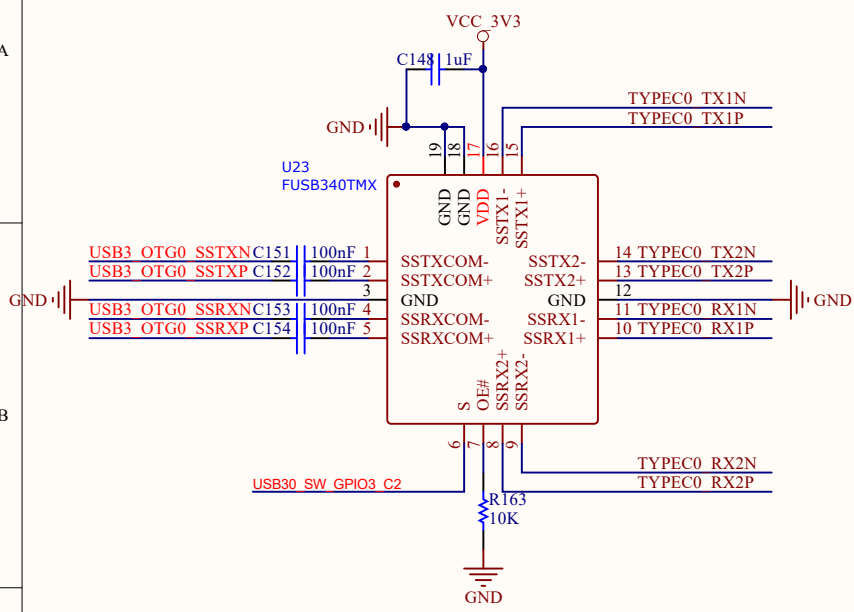 A
VCC_3V3
C148 1uF
TYPEC0_TX1N
TYPEC0_TX1P
GND
19 18 17 16 15
U23
FUSB340TMX
GND GND VDD SSTX1- SSTX1+
USB3_OTG0_SSTXN C151 100nF 1 SSTXCOM- SSTX2- 14 TYPEC0_TX2N
USB3_OTG0_SSTXP C152 100nF 2 SSTXCOM+ SSTX2+ 13 TYPEC0_TX2P
GND 3 GND GND 12 GND
USB3_OTG0_SSRXN C153 100nF 4 SSRXCOM- SSRX1- 11 TYPEC0_RX1N
USB3_OTG0_SSRXP C154 100nF 5 SSRXCOM+ SSRX1+ 10 TYPEC0_RX1P
S OE# SSRX2+ SSRX2-
B
6 7 8 9
TYPEC0_RX2N
USB30_SW_GPIO3_C2 TYPEC0_RX2P
R163
10K
GND